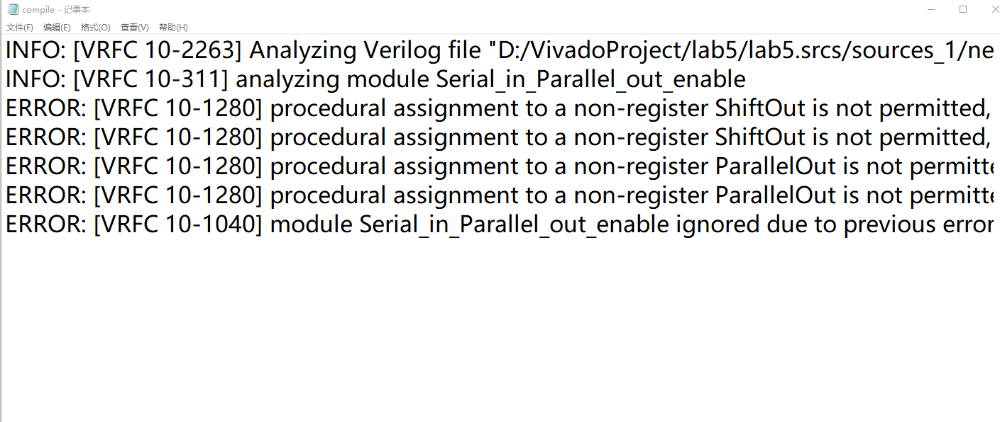 compile - 记事本
文件(F) 编辑(E) 格式(O) 查看(V) 帮助(H)
INFO: [VRFC 10-2263] Analyzing Verilog file "D:/VivadoProject/lab5/lab5.srcs/sources_1/ne
INFO: [VRFC 10-311] analyzing module Serial_in_Parallel_out_enable
ERROR: [VRFC 10-1280] procedural assignment to a non-register ShiftOut is not permitted,
ERROR: [VRFC 10-1280] procedural assignment to a non-register ShiftOut is not permitted,
ERROR: [VRFC 10-1280] procedural assignment to a non-register ParallelOut is not permitte
ERROR: [VRFC 10-1280] procedural assignment to a non-register ParallelOut is not permitte
ERROR: [VRFC 10-1040] module Serial_in_Parallel_out_enable ignored due to previous error